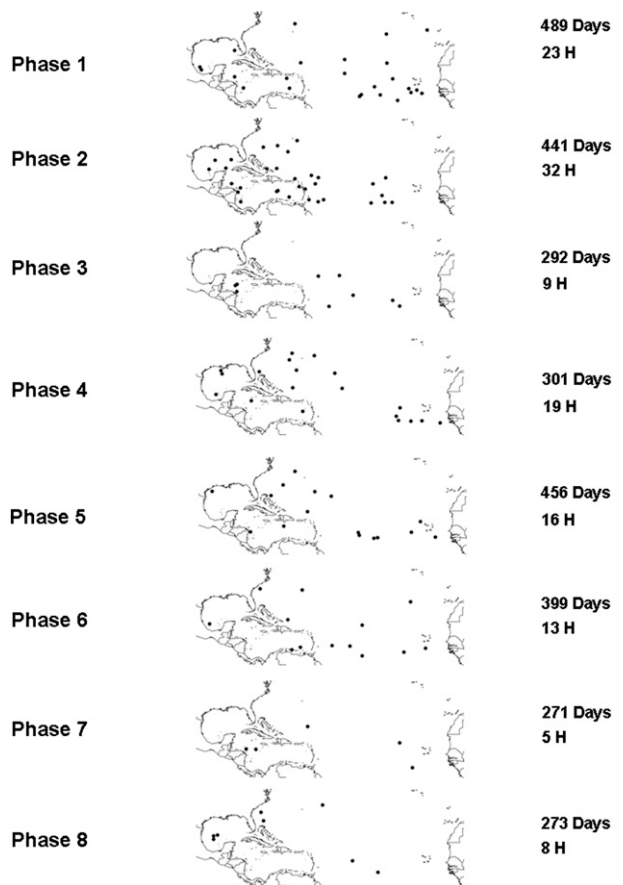 489 Days
Phase 1
23 H
441 Days
Phase 2
32 H
292 Days
Phase 3
9 H
301 Days
Phase 4
19 H
456 Days
Phase 5
16 H
399 Days
Phase 6
13 H
271 Days
Phase 7
5 H
273 Days
Phase 8
8 H